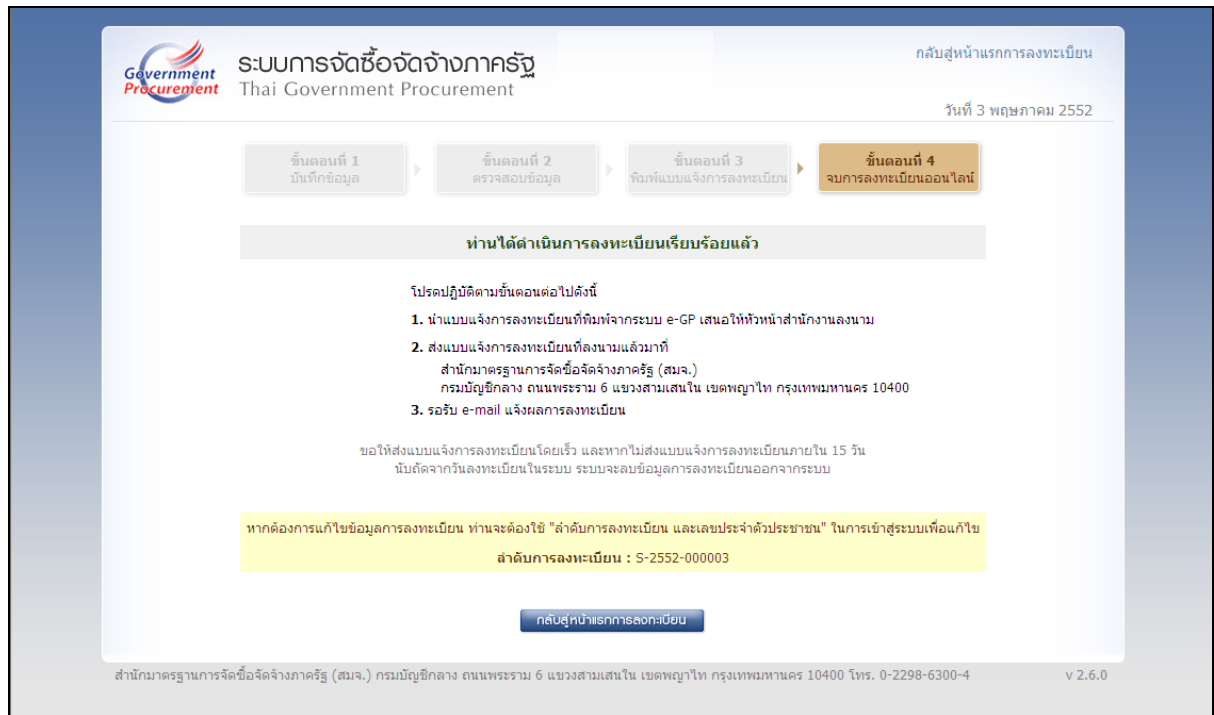 Government
Procurement
ระบบการจัดซื้อจัดจ้างภาครัฐ
Thai Government Procurement
กลับสู่หน้าแรกการลงทะเบียน
วันที่ 3 พฤษภาคม 2552
ขั้นตอนที่ 1
บันทึกข้อมูล
ขั้นตอนที่ 2
ตรวจสอบข้อมูล
ขั้นตอนที่ 3
พิมพ์แบบแจ้งการลงทะเบียน
ขั้นตอนที่ 4
จบการลงทะเบียนออนไลน์
ท่านได้ดำเนินการลงทะเบียนเรียบร้อยแล้ว
โปรดปฏิบัติตามขั้นตอนต่อไปดังนี้
1. นำแบบแจ้งการลงทะเบียนที่พิมพ์จากระบบ e-GP เสนอให้หัวหน้าสำนักงานลงนาม
2. ส่งแบบแจ้งการลงทะเบียนที่ลงนามแล้วมาที่
สำนักมาตรฐานการจัดซื้อจัดจ้างภาครัฐ (สมจ.)
กรมบัญชีกลาง ถนนพระราม 6 แขวงสามเสนใน เขตพญาไท กรุงเทพมหานคร 10400
3. รอรับ e-mail แจ้งผลการลงทะเบียน
ขอให้ส่งแบบแจ้งการลงทะเบียนโดยเร็ว และหากไม่ส่งแบบแจ้งการลงทะเบียนภายใน 15 วัน
นับถัดจากวันลงทะเบียนในระบบ ระบบจะลบข้อมูลการลงทะเบียนออกจากระบบ
หากต้องการแก้ไขข้อมูลการลงทะเบียน ท่านจะต้องใช้ "ลำดับการลงทะเบียน และเลขประจำตัวประชาชน" ในการเข้าสู่ระบบเพื่อแก้ไข
ลำดับการลงทะเบียน : S-2552-000003
กลับสู่หน้าแรกการลงทะเบียน
สำนักมาตรฐานการจัดซื้อจัดจ้างภาครัฐ (สมจ.) กรมบัญชีกลาง ถนนพระราม 6 แขวงสามเสนใน เขตพญาไท กรุงเทพมหานคร 10400 โทร. 0-2298-6300-4
v 2.6.0